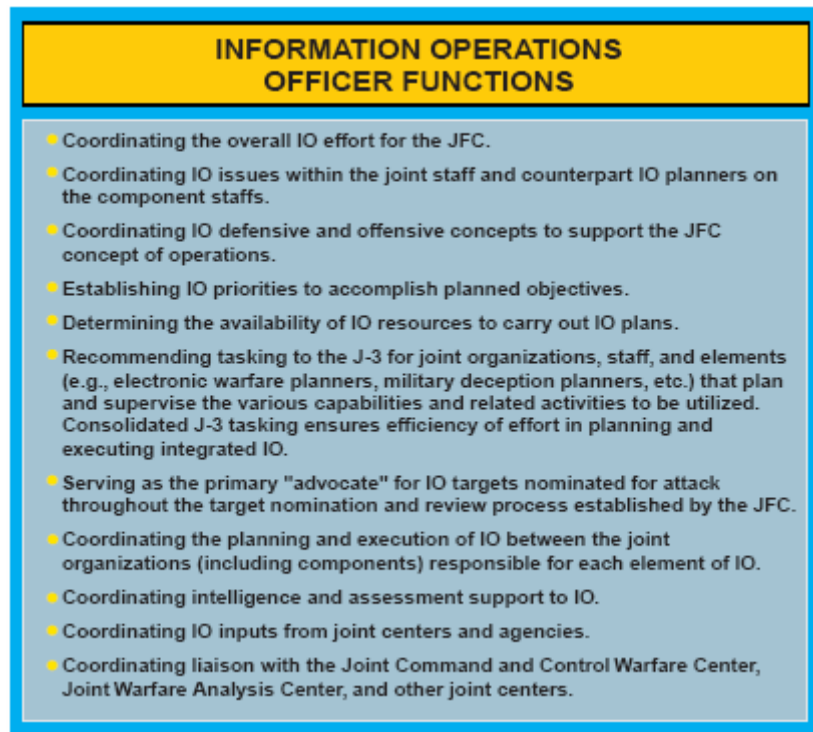 INFORMATION OPERATIONS
OFFICER FUNCTIONS
Coordinating the overall IO effort for the JFC.
Coordinating IO issues within the joint staff and counterpart IO planners on
the component staffs.
Coordinating IO defensive and offensive concepts to support the JFC
concept of operations.
Establishing IO priorities to accomplish planned objectives.
Determining the availability of IO resources to carry out IO plans.
Recommending tasking to the J-3 for joint organizations, staff, and elements
(e.g., electronic warfare planners, military deception planners, etc.) that plan
and supervise the various capabilities and related activities to be utilized.
Consolidated J-3 tasking ensures efficiency of effort in planning and
executing integrated IO.
Serving as the primary "advocate" for IO targets nominated for attack
throughout the target nomination and review process established by the JFC.
Coordinating the planning and execution of IO between the joint
organizations (including components) responsible for each element of IO.
Coordinating intelligence and assessment support to IO.
Coordinating IO inputs from joint centers and agencies.
Coordinating liaison with the Joint Command and Control Warfare Center,
Joint Warfare Analysis Center, and other joint centers.